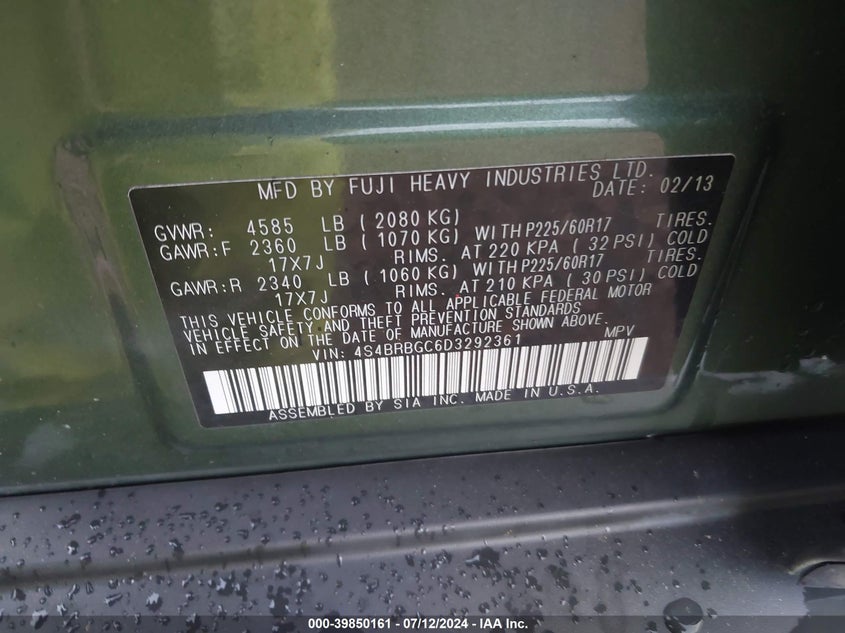 MFD BY FUJI HEAVY INDUSTRIES LTD.
DATE: 02/13
GVWR: 4585 LB ( 2080 KG)
GAWR:F 2360 LB ( 1070 KG) WITH P225/60R17 TIRES.
17X7J RIMS. AT 220 KPA ( 32 PSI) COLD
GAWR:R 2340 LB ( 1060 KG) WITH P225/60R17 TIRES.
17X7J RIMS. AT 210 KPA ( 30 PSI) COLD
THIS VEHICLE CONFORMS TO ALL APPLICABLE FEDERAL MOTOR
VEHICLE SAFETY AND THEFT PREVENTION STANDARDS
IN EFFECT ON THE DATE OF MANUFACTURE SHOWN ABOVE.
VIN: 4S4BRBGC6D3292361 MPV
ASSEMBLED BY SIA INC. MADE IN U.S.A.
000-39850161 - 07/12/2024 - IAA Inc.